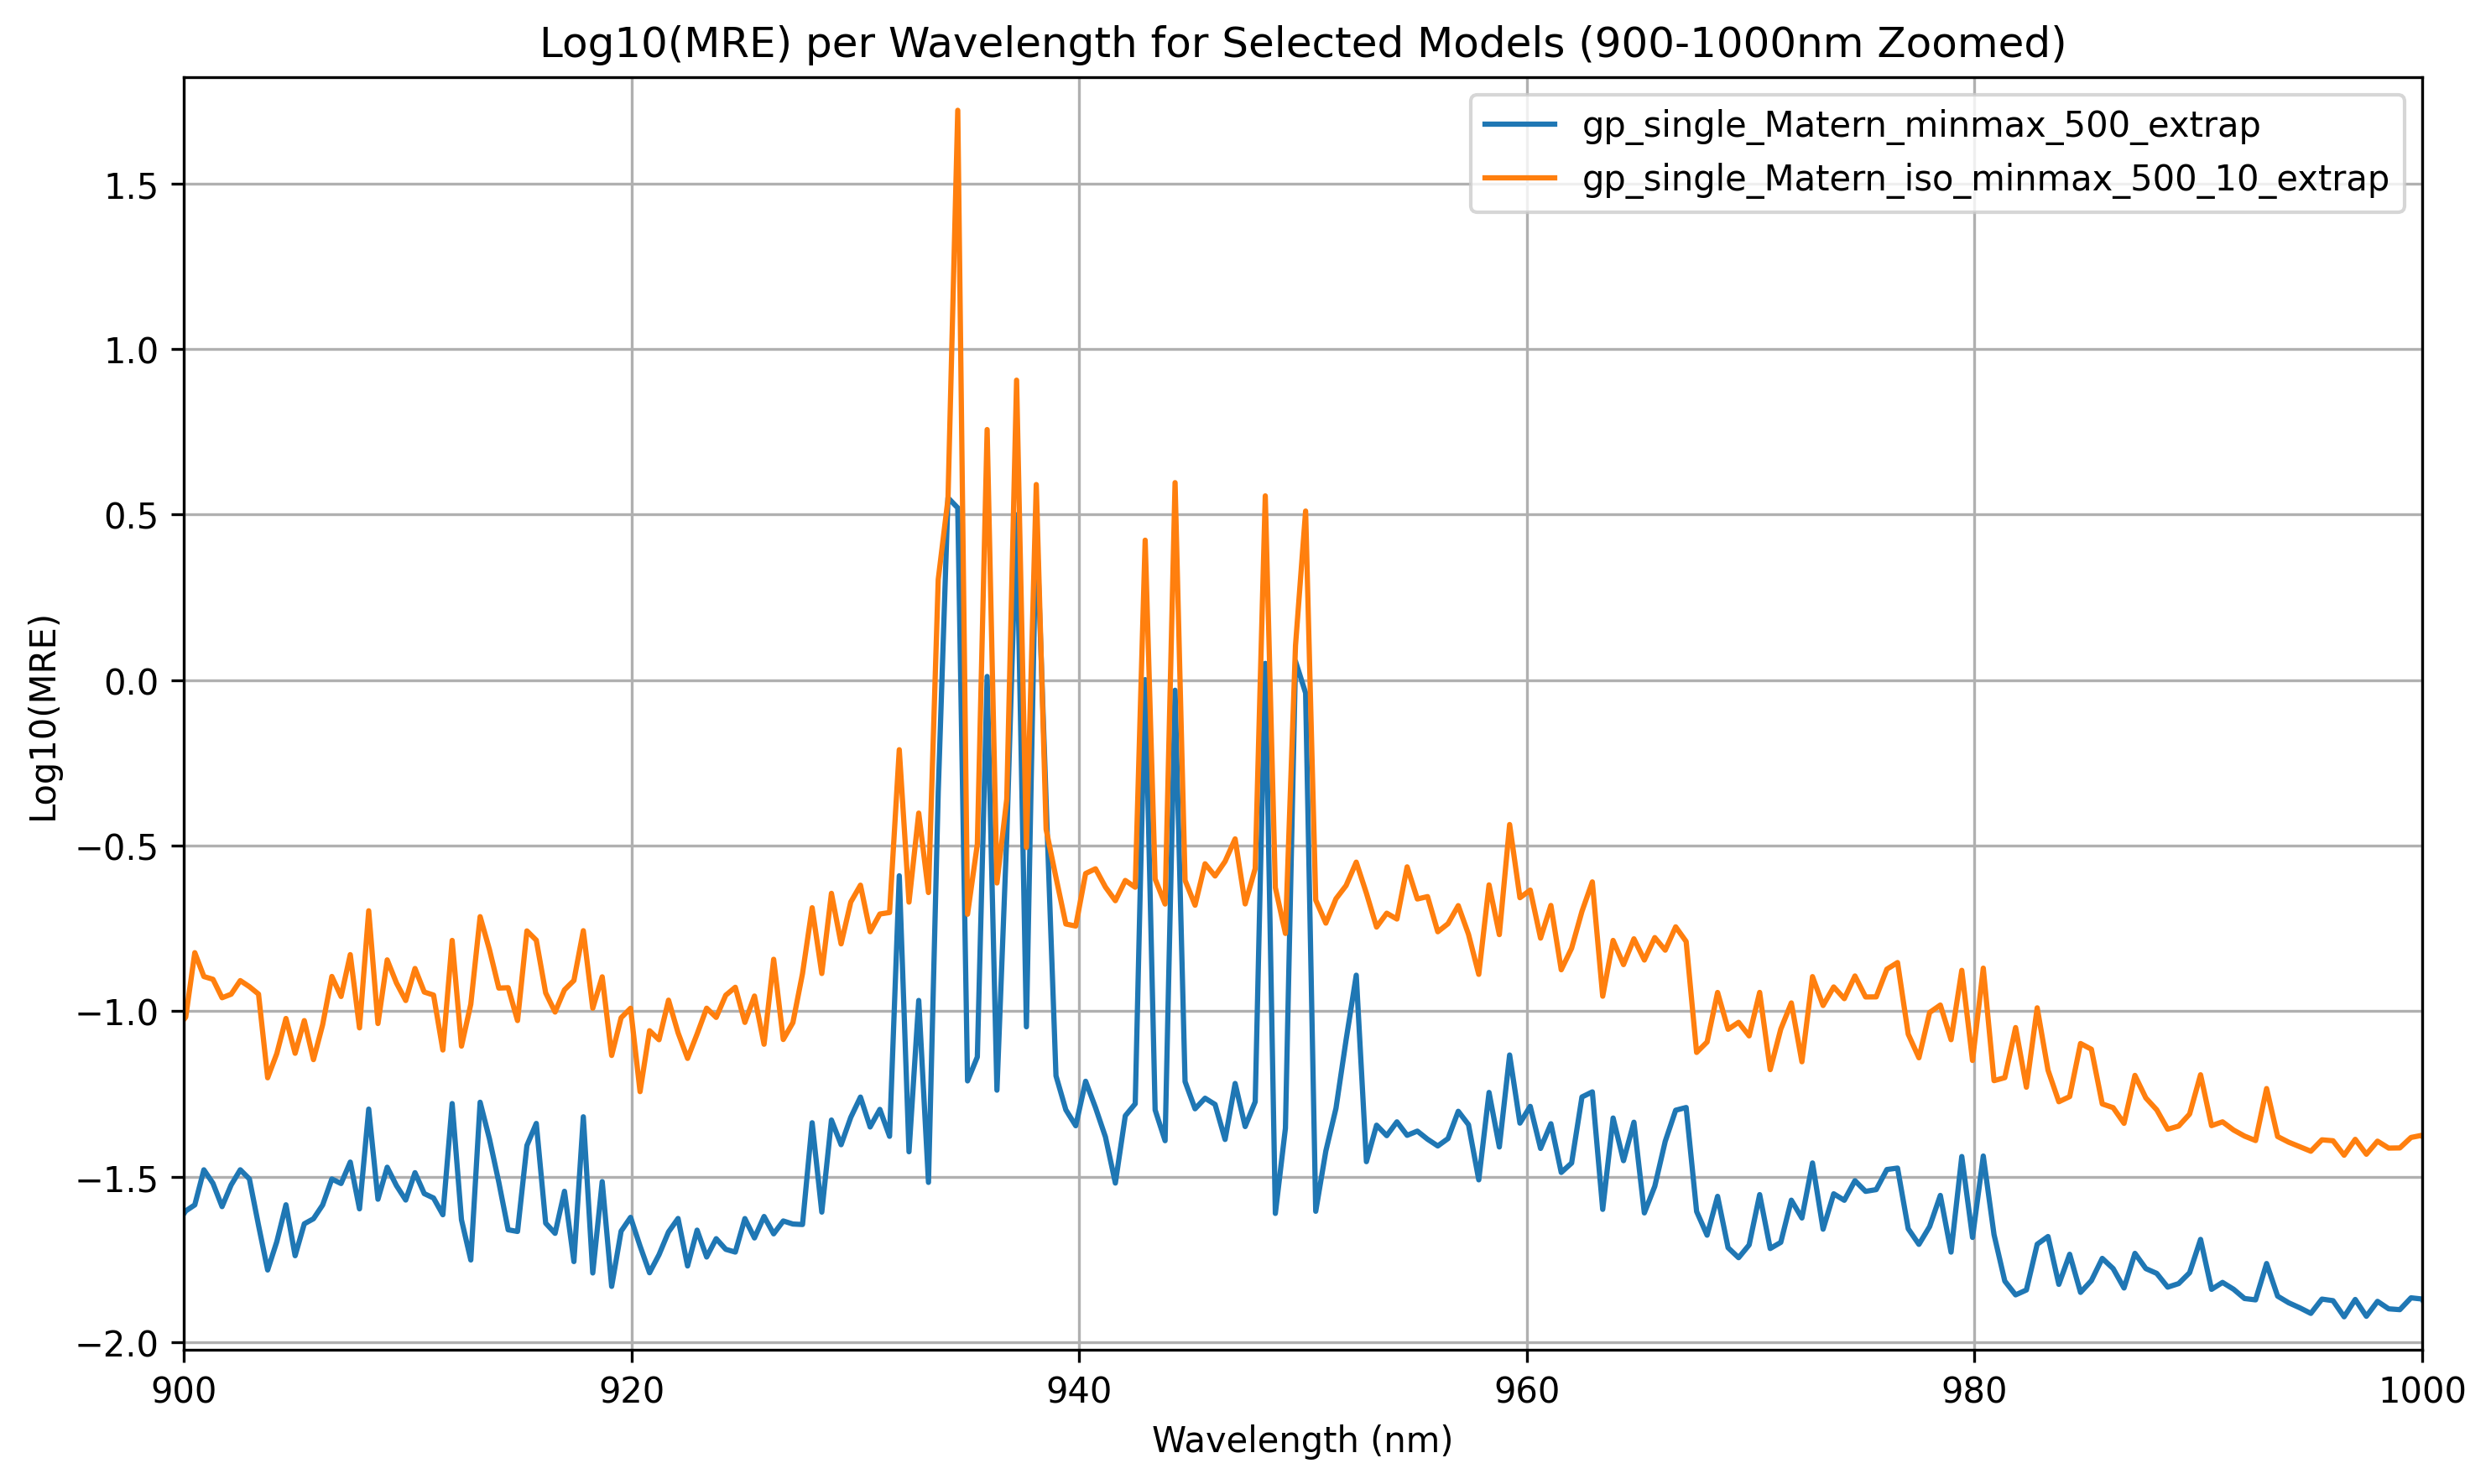 Log10(MRE) per Wavelength for Selected Models (900-1000nm Zoomed)
gp_single_Matern_minmax_500_extrap
gp_single_Matern_iso_minmax_500_10_extrap
Log10(MRE)
1.5
1.0
0.5
0.0
−0.5
−1.0
−1.5
−2.0
900
920
940
960
980
1000
Wavelength (nm)